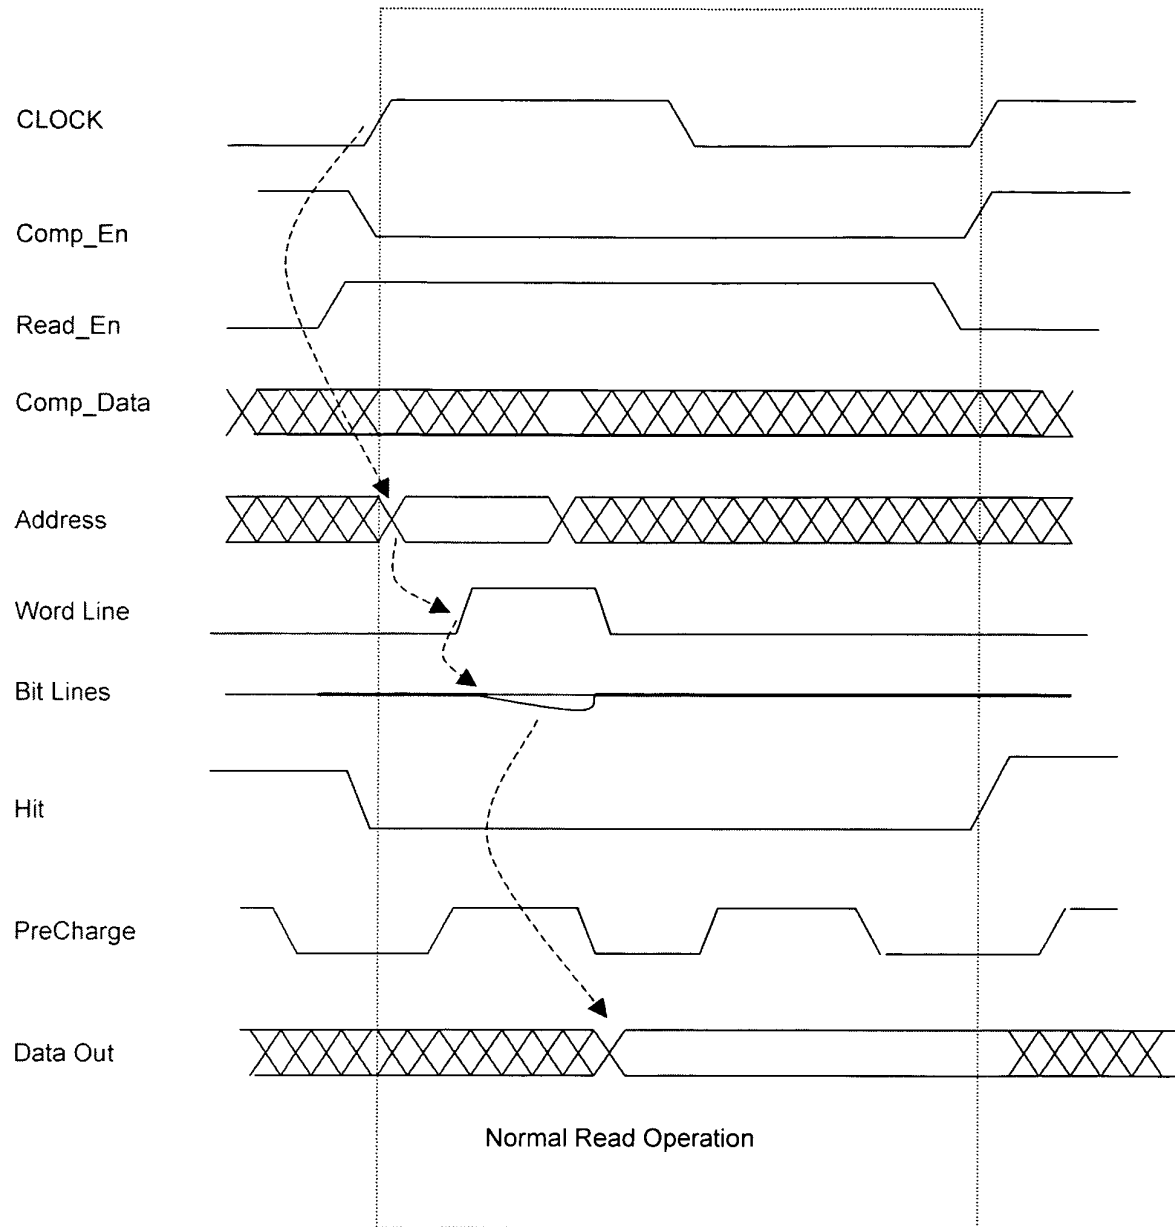 CLOCK
Comp_En
Read_En
Comp_Data
Address
Word Line
Bit Lines
Hit
PreCharge
Data Out
Normal Read Operation